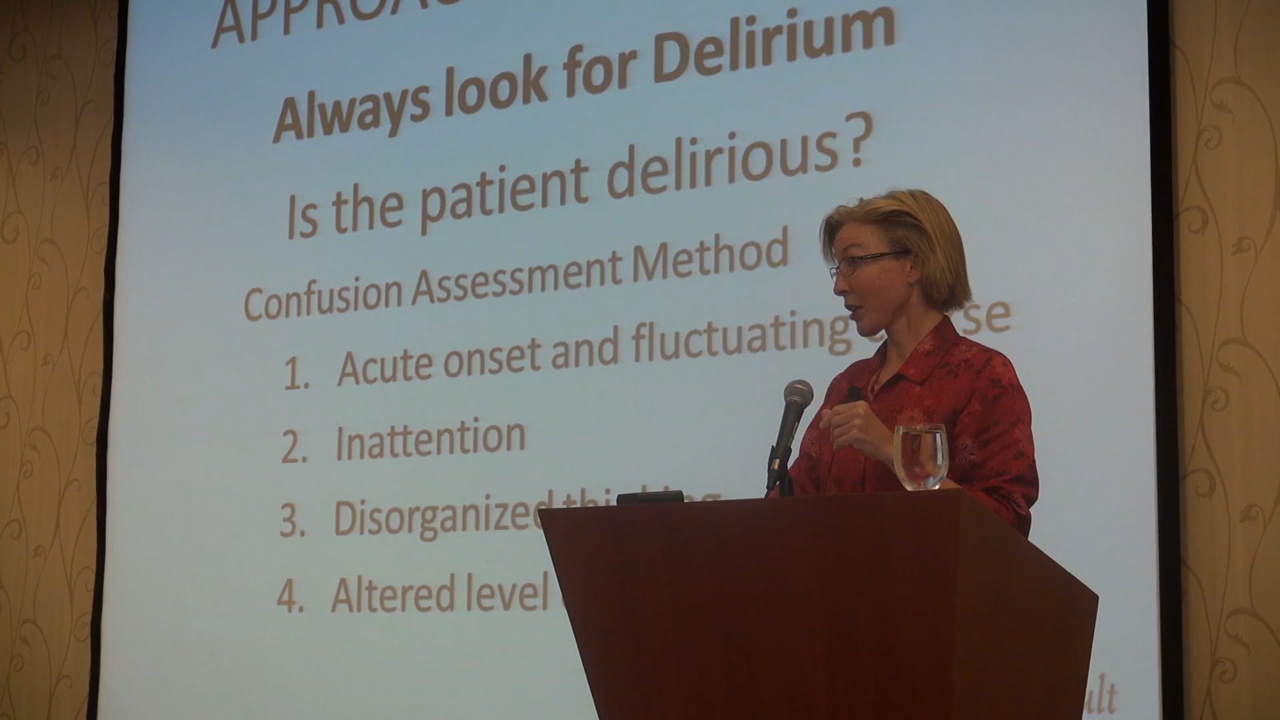 Always look for Delirium
Is the patient delirious?
Confusion Assessment Method
1. Acute onset and fluctuating
2. Inattention
3. Disorganized thinking
4. Altered level